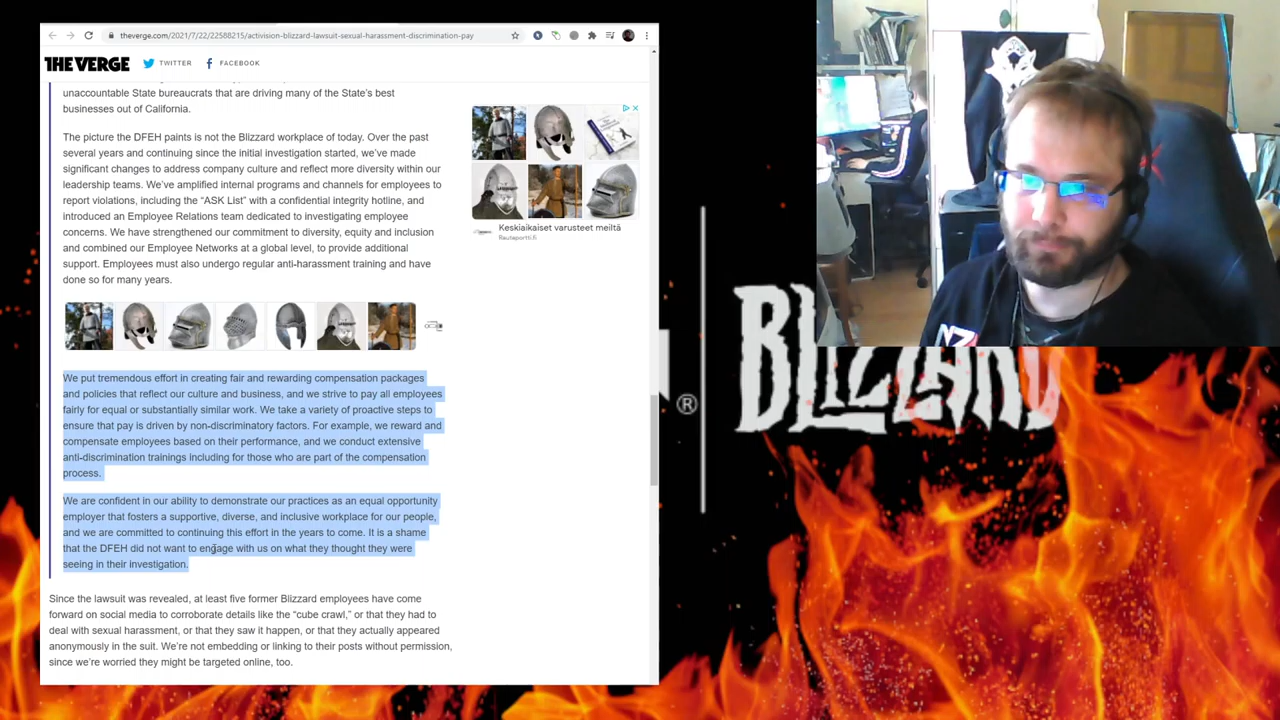 theverge.com/2021/7/22/22588215/activision-blizzard-lawsuit-sexual-harassment-discrimination-pay
THE VERGE
TWITTER
FACEBOOK
unaccountable State bureaucrats that are driving many of the State's best
businesses out of California.
The picture the DFEH paints is not the Blizzard workplace of today. Over the past
several years and continuing since the initial investigation started, we've made
significant changes to address company culture and reflect more diversity within our
leadership teams. We've amplified internal programs and channels for employees to
report violations, including the “ASK List” with a confidential integrity hotline, and
introduced an Employee Relations team dedicated to investigating employee
concerns. We have strengthened our commitment to diversity, equity and inclusion
and combined our Employee Networks at a global level, to provide additional
support. Employees must also undergo regular anti-harassment training and have
done so for many years.
We put tremendous effort in creating fair and rewarding compensation packages
and policies that reflect our culture and business, and we strive to pay all employees
fairly for equal or substantially similar work. We take a variety of proactive steps to
ensure that pay is driven by non-discriminatory factors. For example, we reward and
compensate employees based on their performance, and we conduct extensive
anti-discrimination trainings including for those who are part of the compensation
process.
We are confident in our ability to demonstrate our practices as an equal opportunity
employer that fosters a supportive, diverse, and inclusive workplace for our people,
and we are committed to continuing this effort in the years to come. It is a shame
that the DFEH did not want to engage with us on what they thought they were
seeing in their investigation.
Since the lawsuit was revealed, at least five former Blizzard employees have come
forward on social media to corroborate details like the “cube crawl,” or that they had to
deal with sexual harassment, or that they saw it happen, or that they actually appeared
anonymously in the suit. We're not embedding or linking to their posts without permission,
since we're worried they might be targeted online, too.
Keskiaikaiset varusteet meiltä
Rauteportti.fi
®
N7